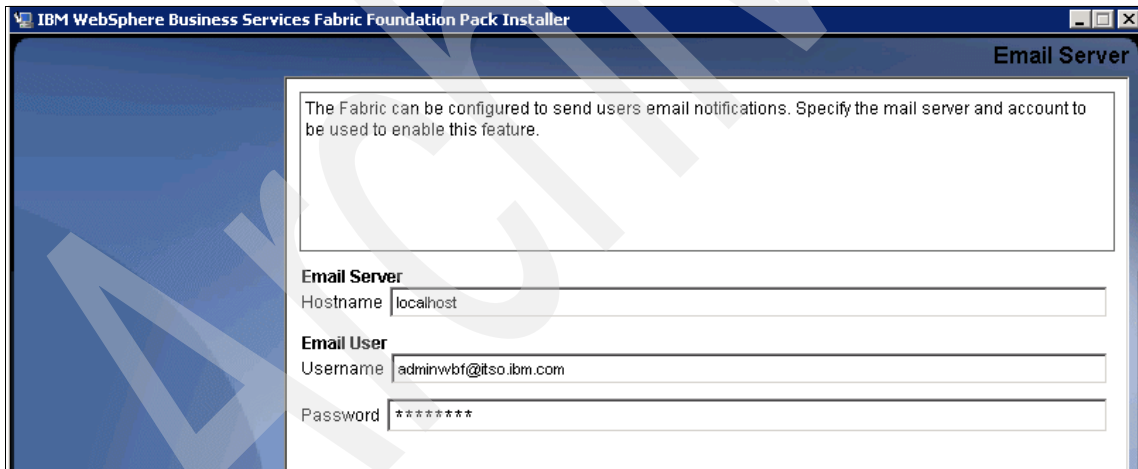 IBM WebSphere Business Services Fabric Foundation Pack Installer
Email Server
The Fabric can be configured to send users email notifications. Specify the mail server and account to
be used to enable this feature.
Email Server
Hostname localhost
Email User
Username adminwbf@itso.ibm.com
Password ********